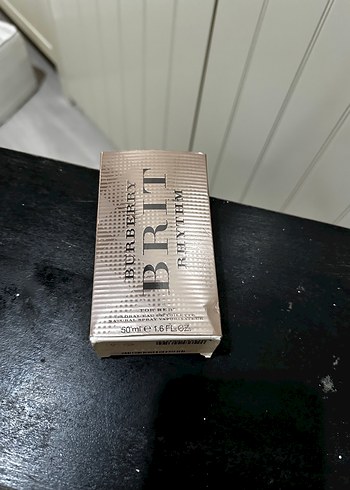 BURBERRY
BRIT
RHYTHM
FOR HER
50 ml e 1.6 FL.OZ.